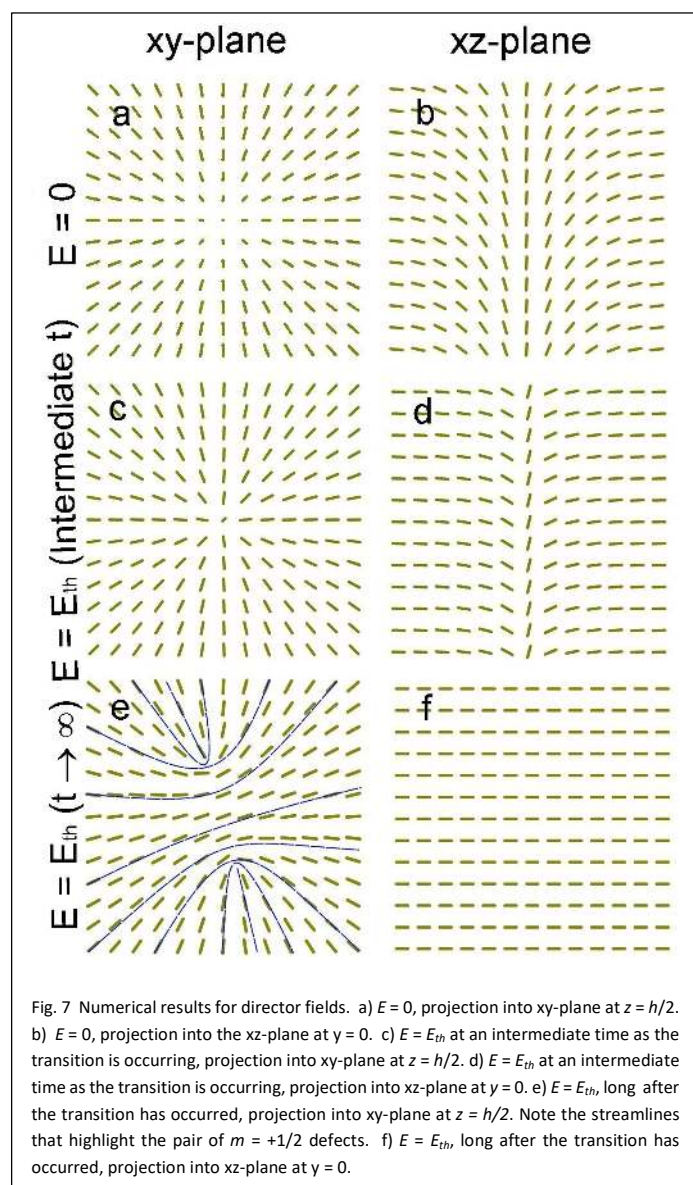 xy-plane
xz-plane
E = 0
a
b
E = Eth (Intermediate t)
c
d
E = Eth (t → ∞)
e
f
Fig. 7 Numerical results for director fields. a) E = 0, projection into xy-plane at z = h/2.
b) E = 0, projection into the xz-plane at y = 0. c) E = Eth at an intermediate time as the
transition is occurring, projection into xy-plane at z = h/2. d) E = Eth at an intermediate
time as the transition is occurring, projection into xz-plane at y = 0. e) E = Eth, long after
the transition has occurred, projection into xy-plane at z = h/2. Note the streamlines
that highlight the pair of m = +1/2 defects. f) E = Eth, long after the transition has
occurred, projection into xz-plane at y = 0.